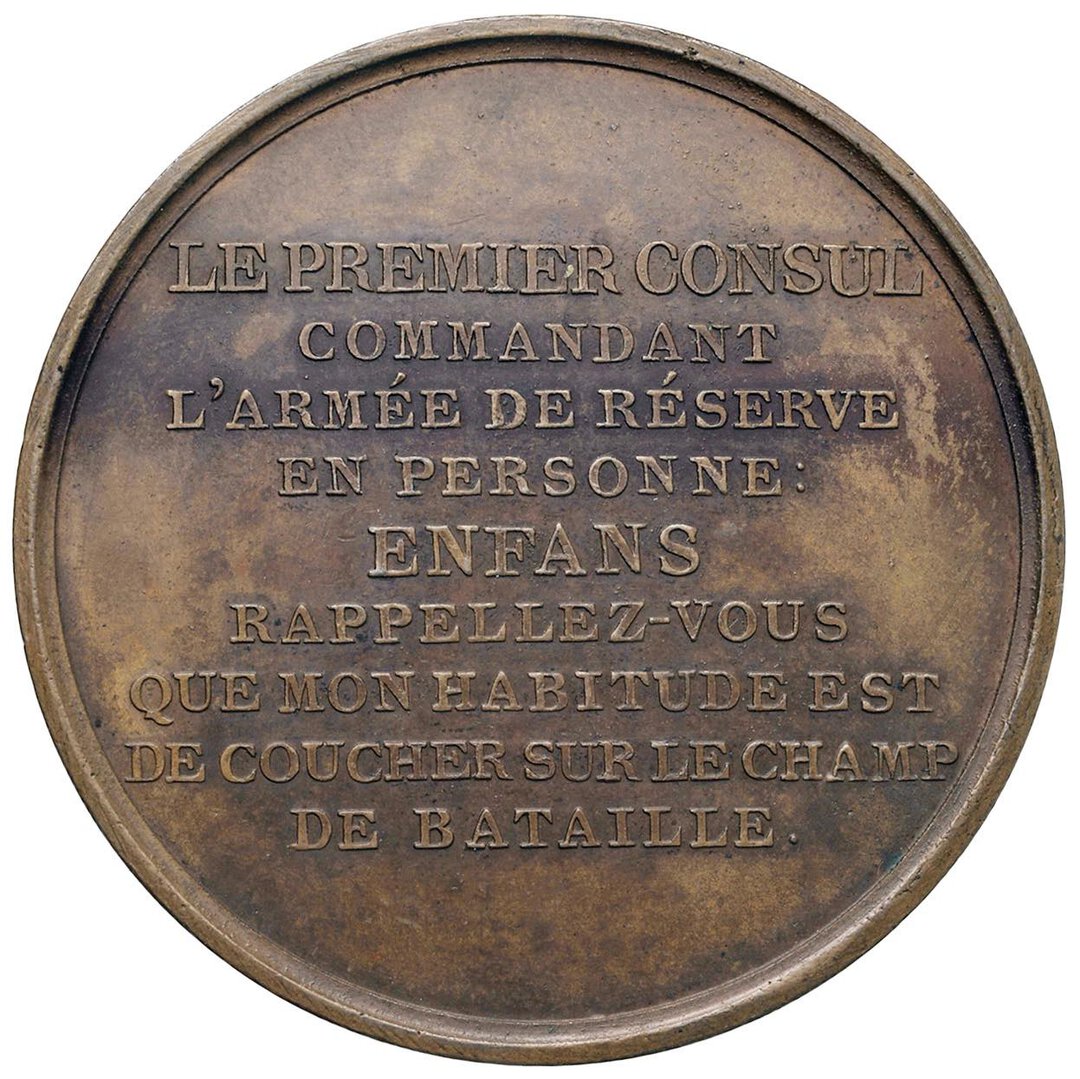 LE PREMIER CONSUL
COMMANDANT
L'ARMÉE DE RÉSERVE
EN PERSONNE:
ENFANS
RAPPELLEZ-VOUS
QUE MON HABITUDE EST
DE COUCHER SUR LE CHAMP
DE BATAILLE.